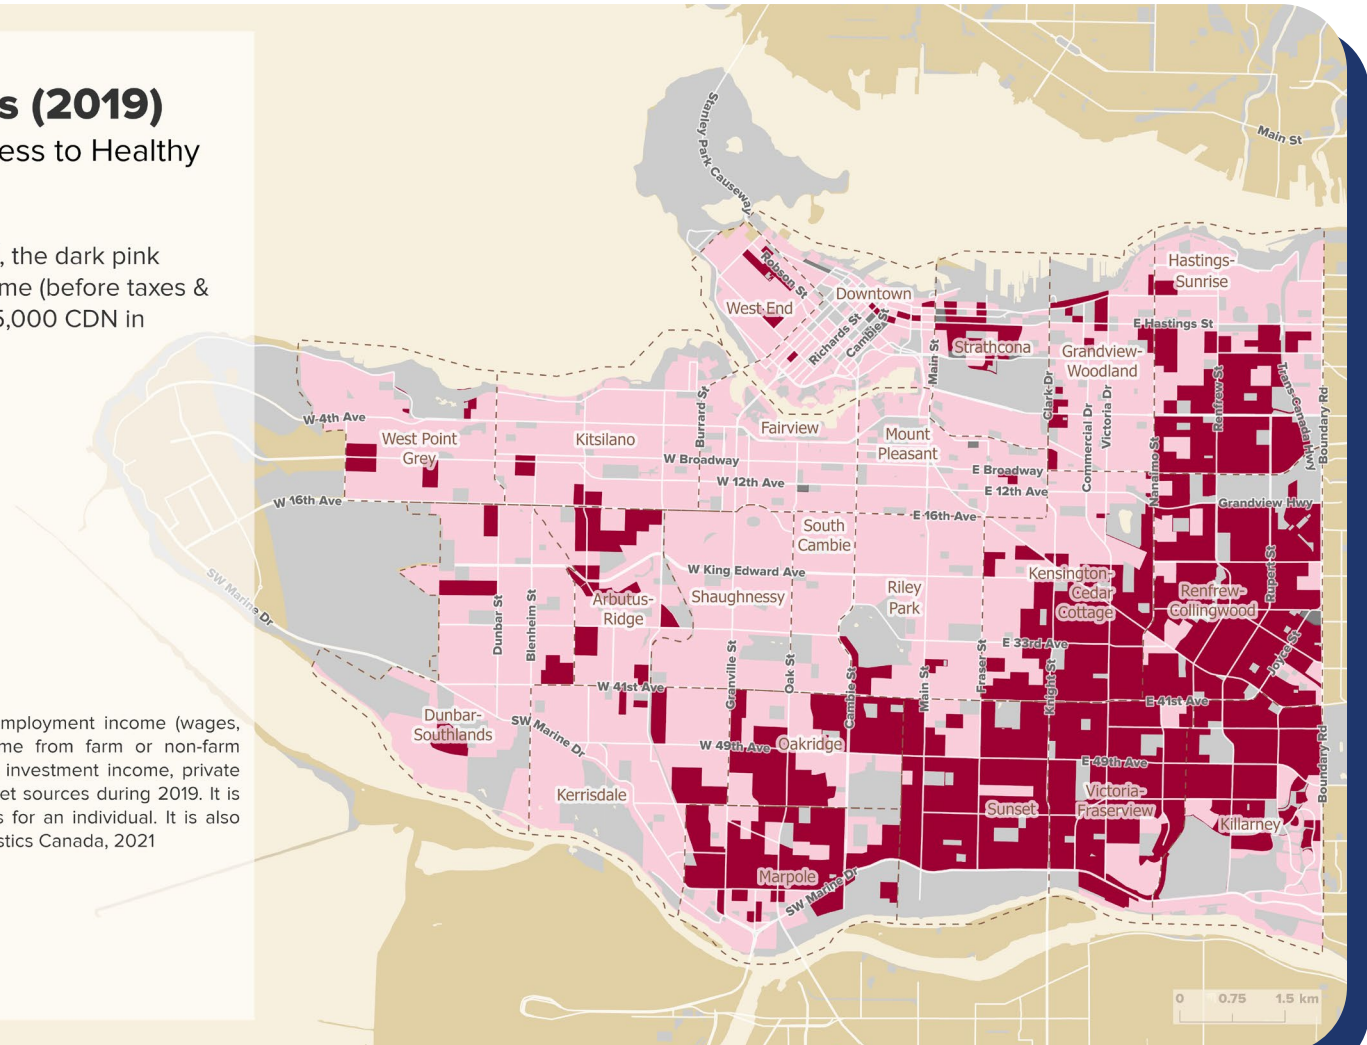 s (2019)
ess to Healthy
, the dark pink
me (before taxes &
5,000 CDN in
mployment income (wages,
me from farm or non-farm
investment income, private
et sources during 2019. It is
s for an individual. It is also
stics Canada, 2021
Main St
Stanley Park Causeway
Hastings-
Sunrise
Robson St
Downtown
West End
Richards St
Cambie St
E Hastings St
Main St
Strathcona
Grandview-
Woodland
Renfrew St
Trans-Canada Hwy
Boundary Rd
Clark Dr
Victoria Dr
Commercial Dr
W 4th Ave
Burrard St
West Point
Grey
Kitsilano
Fairview
Mount
Pleasant
W Broadway
E Broadway
Nanaimo St
W 12th Ave
E 12th Ave
W 16th Ave
E 16th Ave
Grandview Hwy
South
Cambie
W King Edward Ave
Kensington-
Cedar
Cottage
Rupert St
SW Marine Dr
Dunbar St
Blenheim St
Arbutus-
Ridge
Shaughnessy
Riley
Park
Renfrew-
Collingwood
E 33rd Ave
Joyce St
Granville St
Oak St
Cambie St
Main St
Fraser St
Knight St
W 41st Ave
E 41st Ave
Dunbar-
Southlands
SW Marine Dr
W 49th Ave
Oakridge
E 49th Ave
Boundary Rd
Kerrisdale
Sunset
Victoria-
Fraserview
Killarney
Marpole
SW Marine Dr
0 0.75 1.5 km